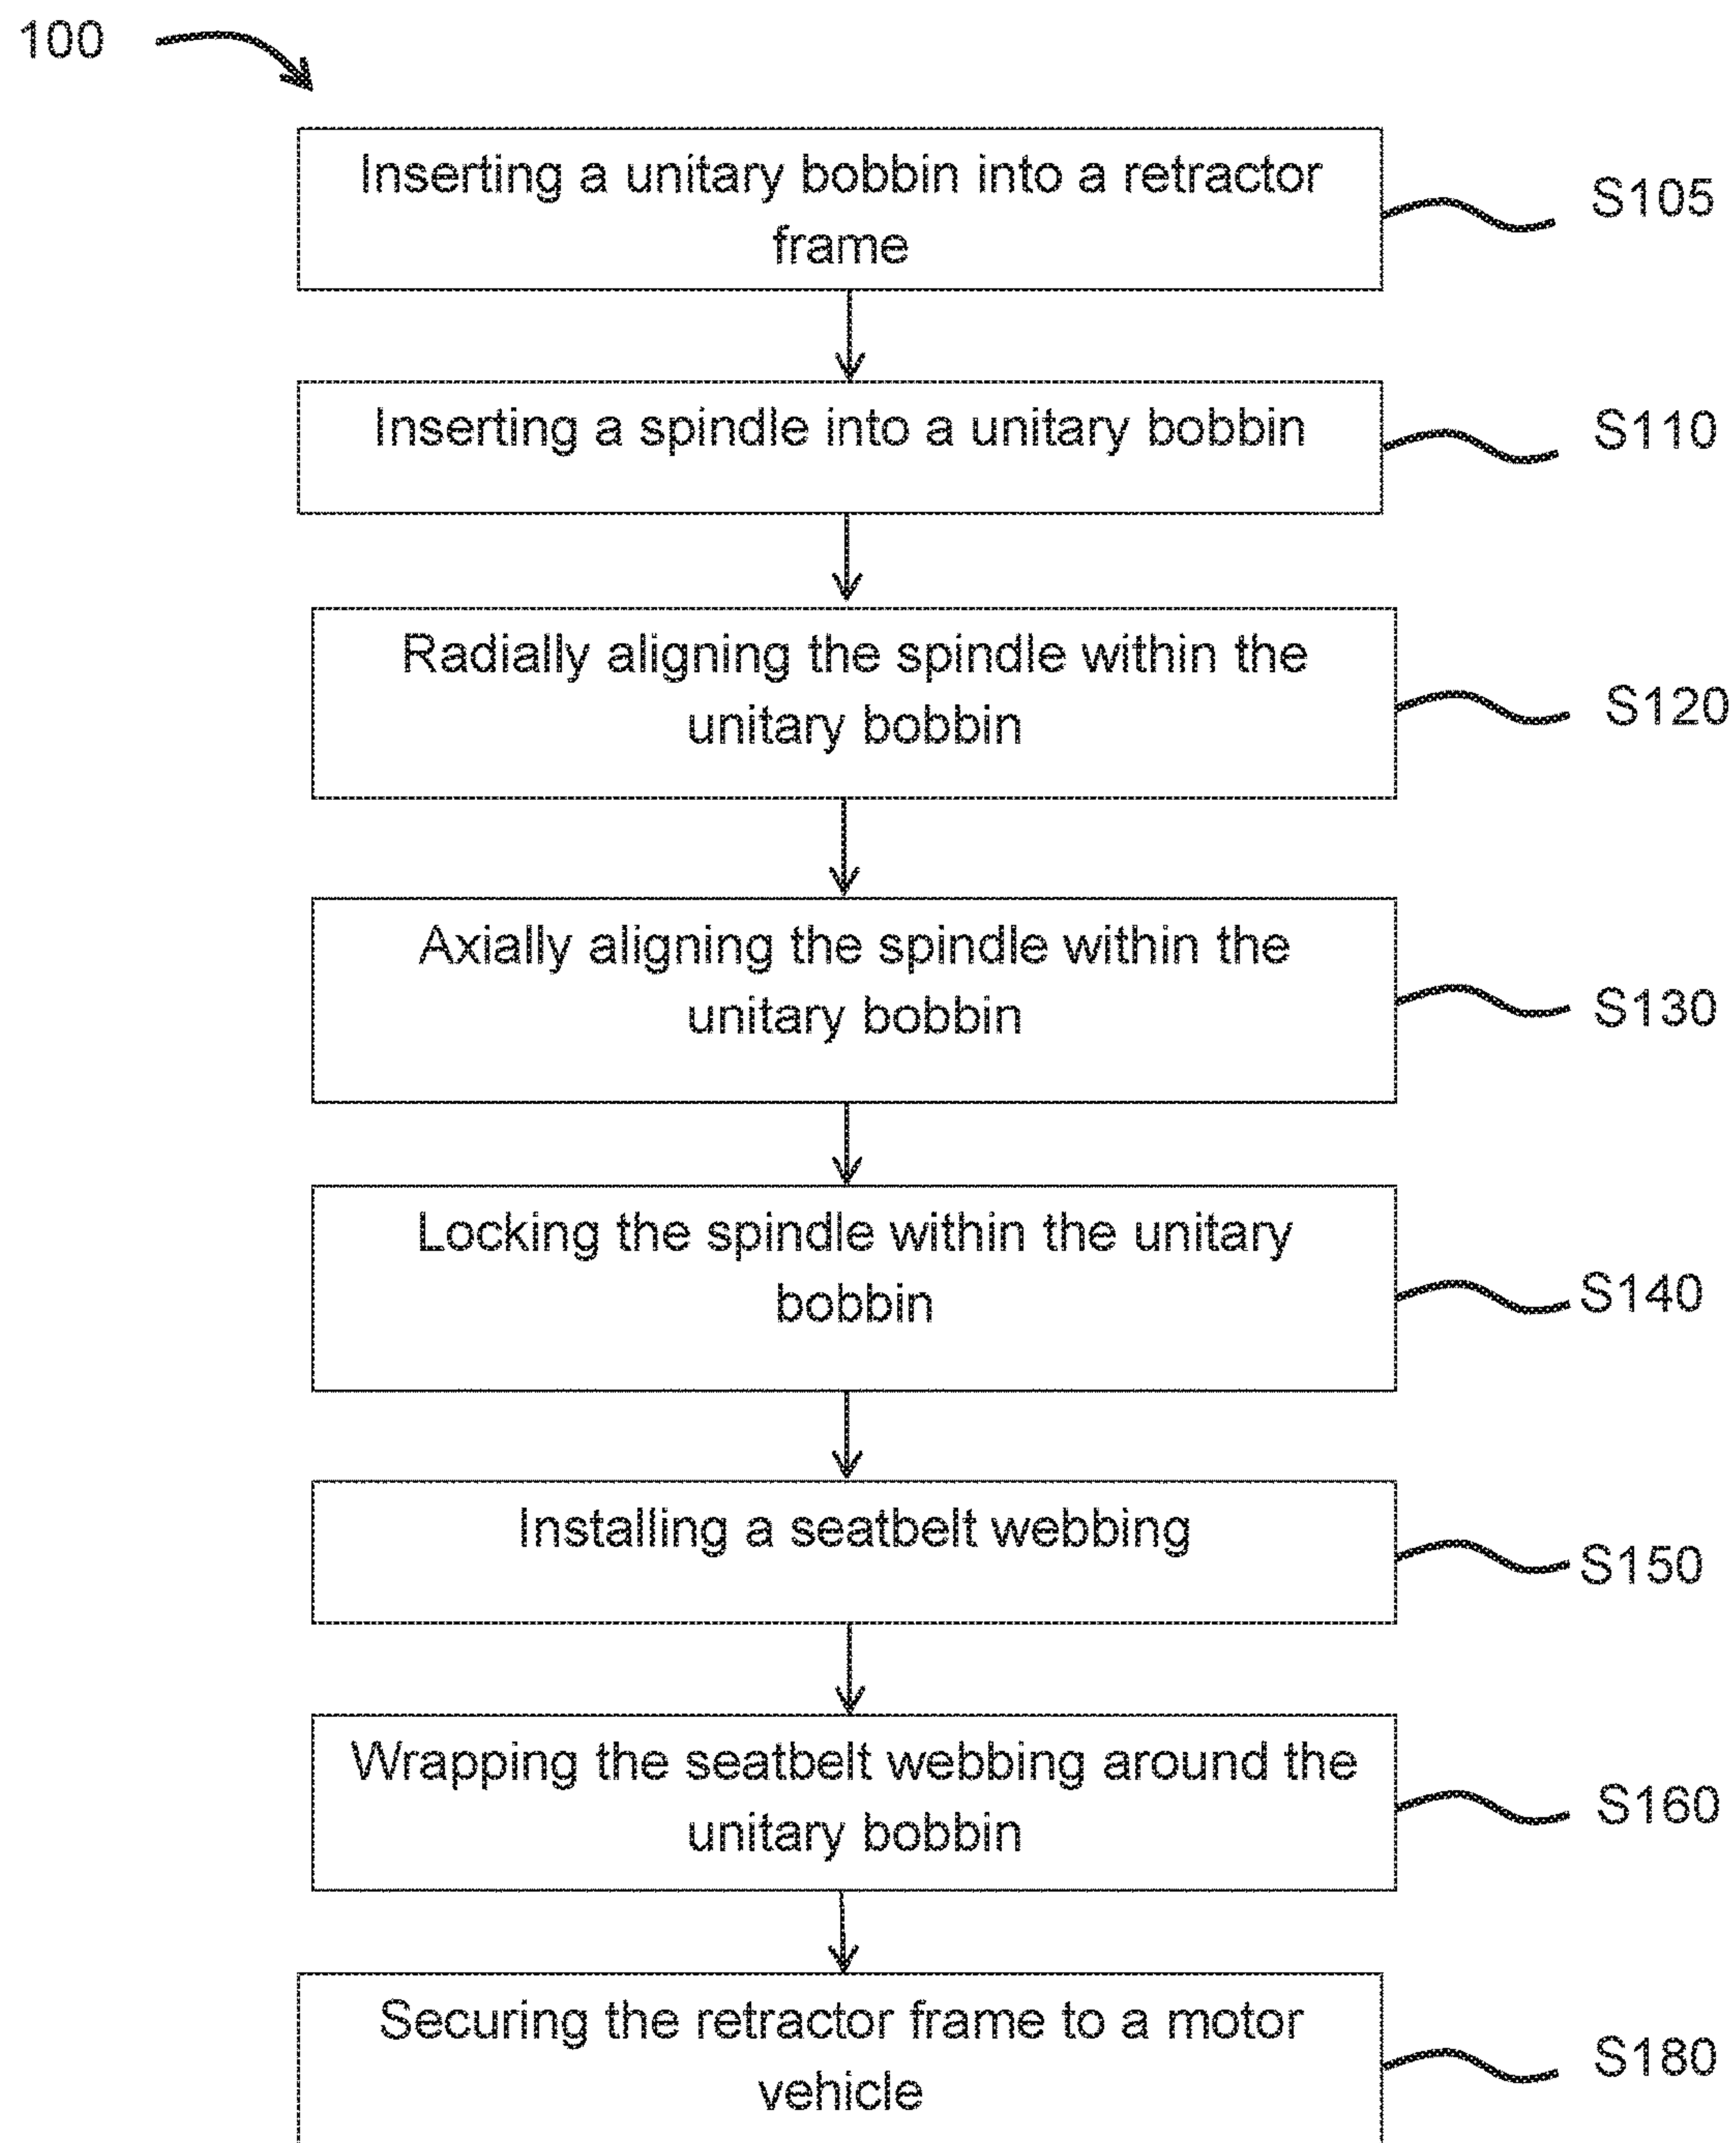 100
Inserting a unitary bobbin into a retractor
frame
S105
Inserting a spindle into a unitary bobbin
S110
Radially aligning the spindle within the
unitary bobbin
S120
Axially aligning the spindle within the
unitary bobbin
S130
Locking the spindle within the unitary
bobbin
S140
Installing a seatbelt webbing
S150
Wrapping the seatbelt webbing around the
unitary bobbin
S160
Securing the retractor frame to a motor
vehicle
S180